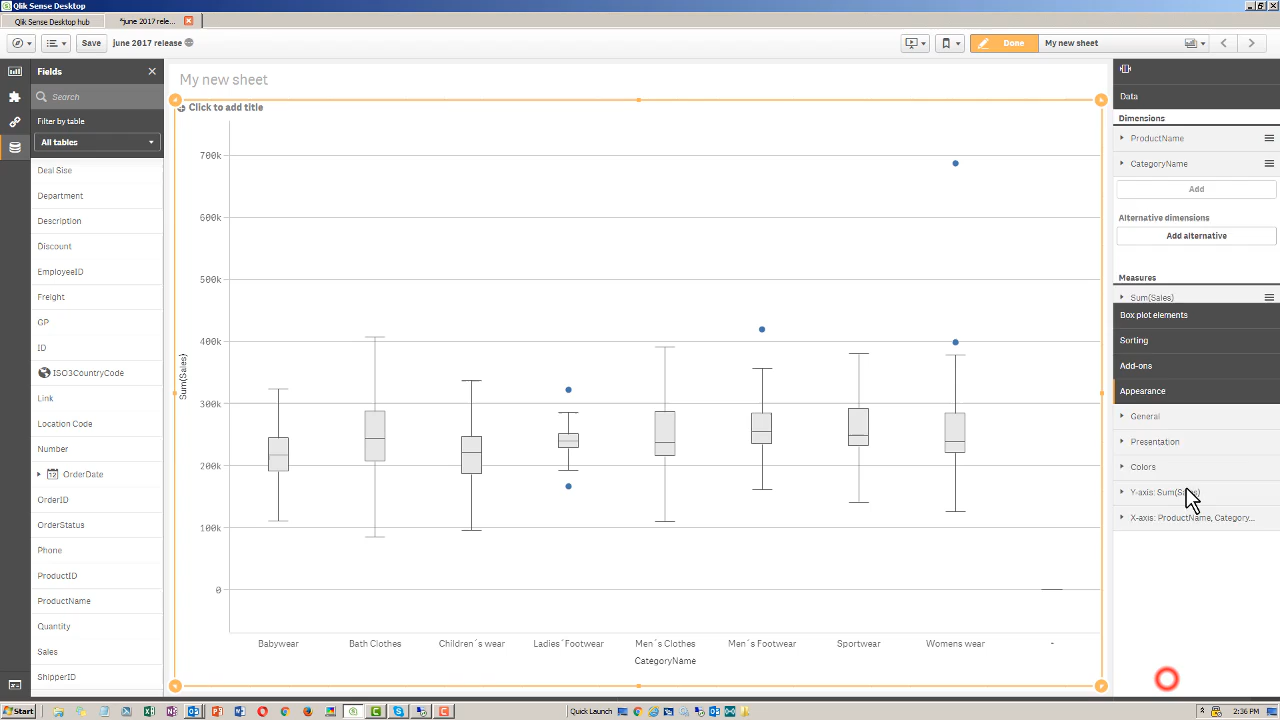 Qlik Sense Desktop
Qlik Sense Desktop hub
*june 2017 rele...
Save
june 2017 release
Done
My new sheet
Fields
Search
Filter by table
All tables
Deal Size
Department
Description
Discount
EmployeeID
Freight
GP
ID
ISO3CountryCode
Link
Location Code
Number
OrderDate
OrderID
OrderStatus
Phone
ProductID
ProductName
Quantity
Sales
ShipperID
My new sheet
Click to add title
700k
600k
500k
400k
300k
200k
100k
0
Sum(Sales)
Babywear
Bath Clothes
Children´s wear
Ladies´Footwear
Men´s Clothes
Men´s Footwear
Sportwear
Womens wear
-
CategoryName
Data
Dimensions
ProductName
CategoryName
Add
Alternative dimensions
Add alternative
Measures
Sum(Sales)
Box plot elements
Sorting
Add-ons
Appearance
General
Presentation
Colors
Y-axis: Sum(Sales)
X-axis: ProductName, Category...
Start
Quick Launch
2:36 PM